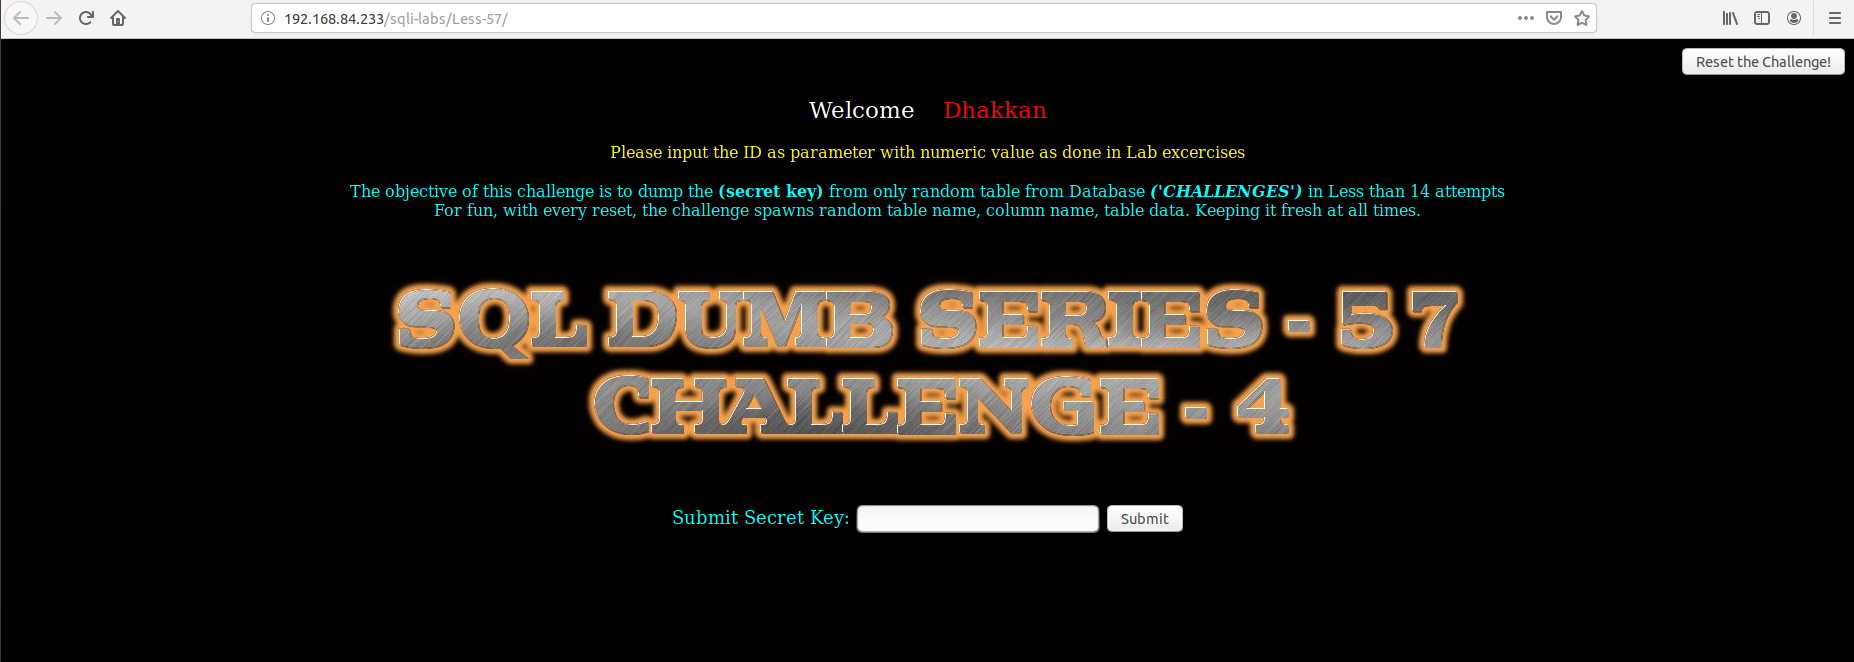 192.168.84.233/sqli-labs/Less-57/
Reset the Challenge!
Welcome Dhakkan
Please input the ID as parameter with numeric value as done in Lab excercises
The objective of this challenge is to dump the (secret key) from only random table from Database ('CHALLENGES') in Less than 14 attempts
For fun, with every reset, the challenge spawns random table name, column name, table data. Keeping it fresh at all times.
SQL DUMB SERIES - 57
CHALLENGE - 4
Submit Secret Key: Submit